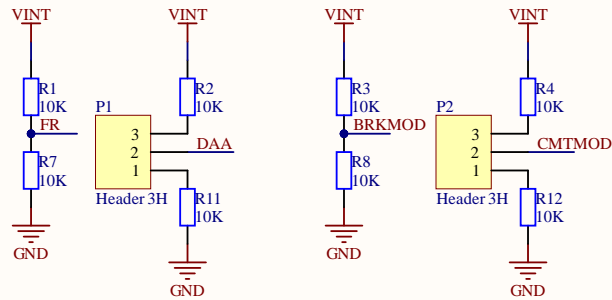 VINT
VINT
VINT
VINT
R1
10K
FR
R7
10K
GND
P1
3
2
1
Header 3H
R2
10K
DAA
R11
10K
GND
R3
10K
BRKMOD
R8
10K
GND
P2
3
2
1
Header 3H
R4
10K
CMTMOD
R12
10K
GND